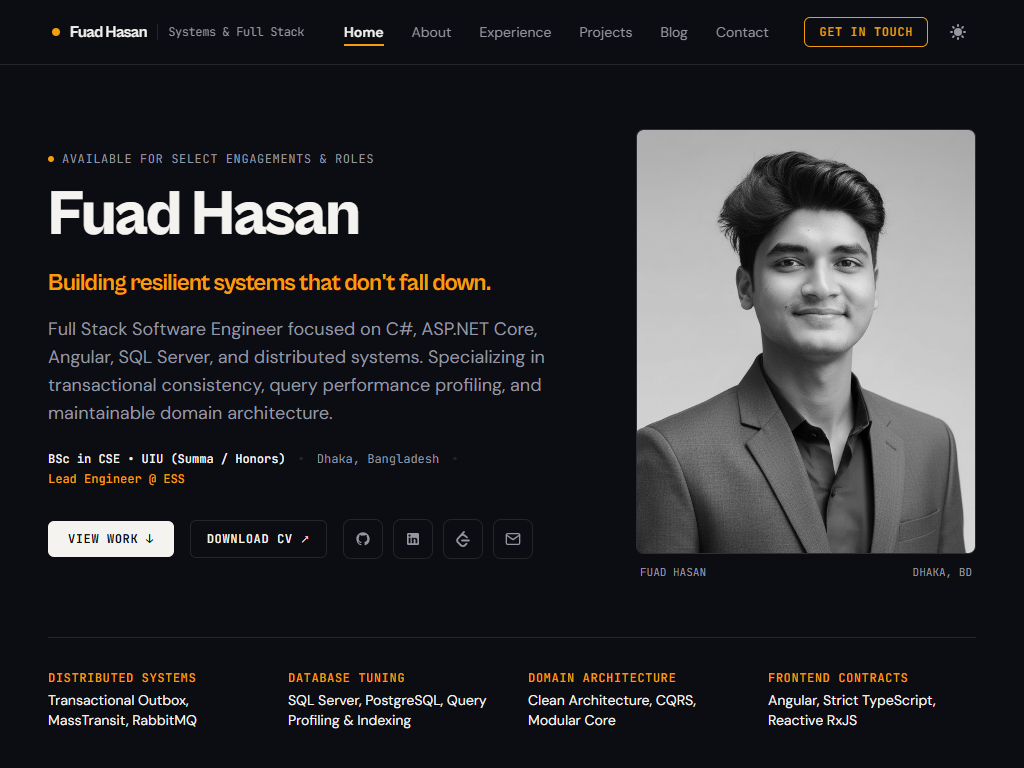 Fuad Hasan
Systems & Full Stack
Home
About
Experience
Projects
Blog
Contact
GET IN TOUCH
AVAILABLE FOR SELECT ENGAGEMENTS & ROLES
Fuad Hasan
Building resilient systems that don't fall down.
Full Stack Software Engineer focused on C#, ASP.NET Core,
Angular, SQL Server, and distributed systems. Specializing in
transactional consistency, query performance profiling, and
maintainable domain architecture.
BSc in CSE • UIU (Summa / Honors) • Dhaka, Bangladesh •
Lead Engineer @ ESS
VIEW WORK ↓
DOWNLOAD CV ↗
FUAD HASAN
DHAKA, BD
DISTRIBUTED SYSTEMS
Transactional Outbox,
MassTransit, RabbitMQ
DATABASE TUNING
SQL Server, PostgreSQL, Query
Profiling & Indexing
DOMAIN ARCHITECTURE
Clean Architecture, CQRS,
Modular Core
FRONTEND CONTRACTS
Angular, Strict TypeScript,
Reactive RxJS